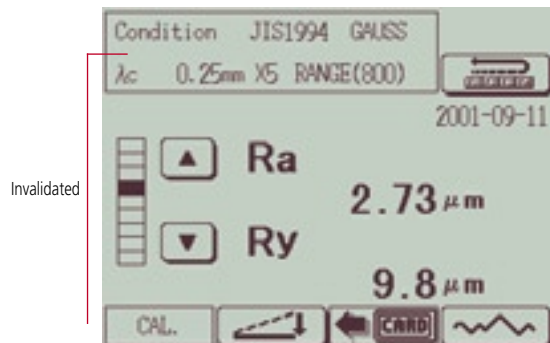 Condition JIS1994 GAUSS
λc 0.25mm X5 RANGE(800)
2001-09-11
Ra
2.73 μm
Invalidated
Ry
9.8 μm
CAL. CARD